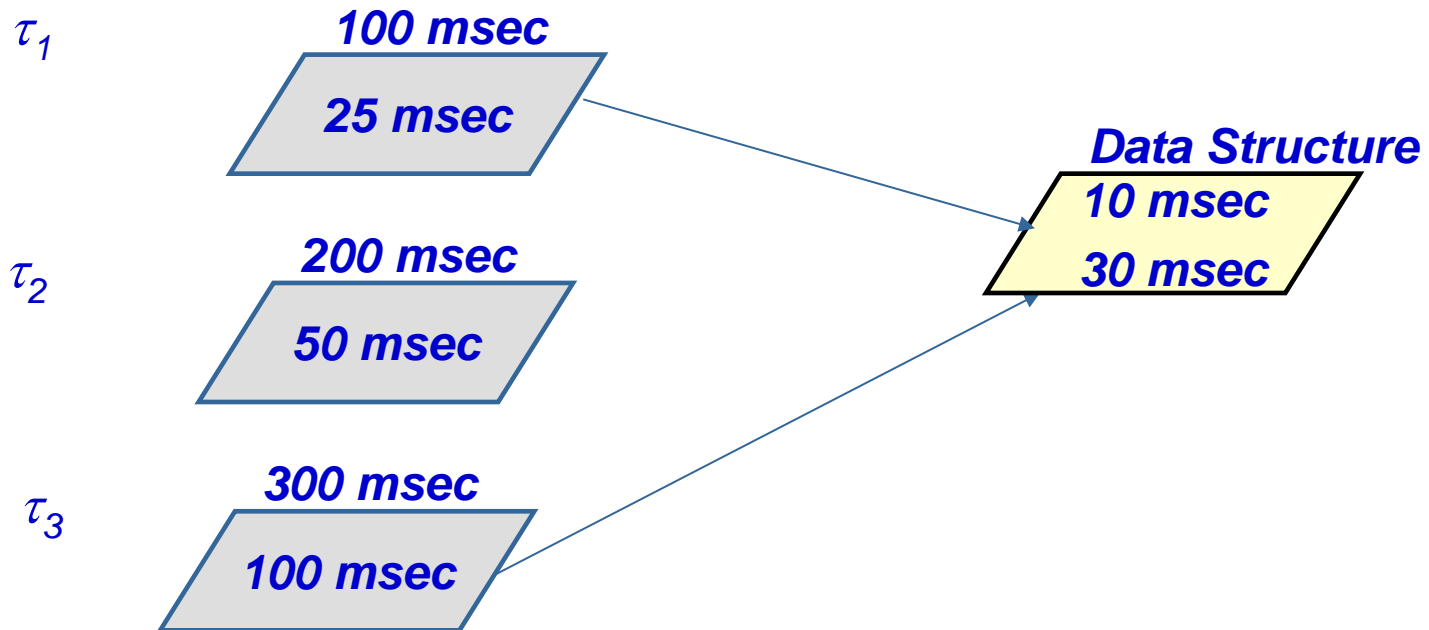 τ1
100 msec
25 msec
Data Structure
10 msec
30 msec
τ2
200 msec
50 msec
τ3
300 msec
100 msec